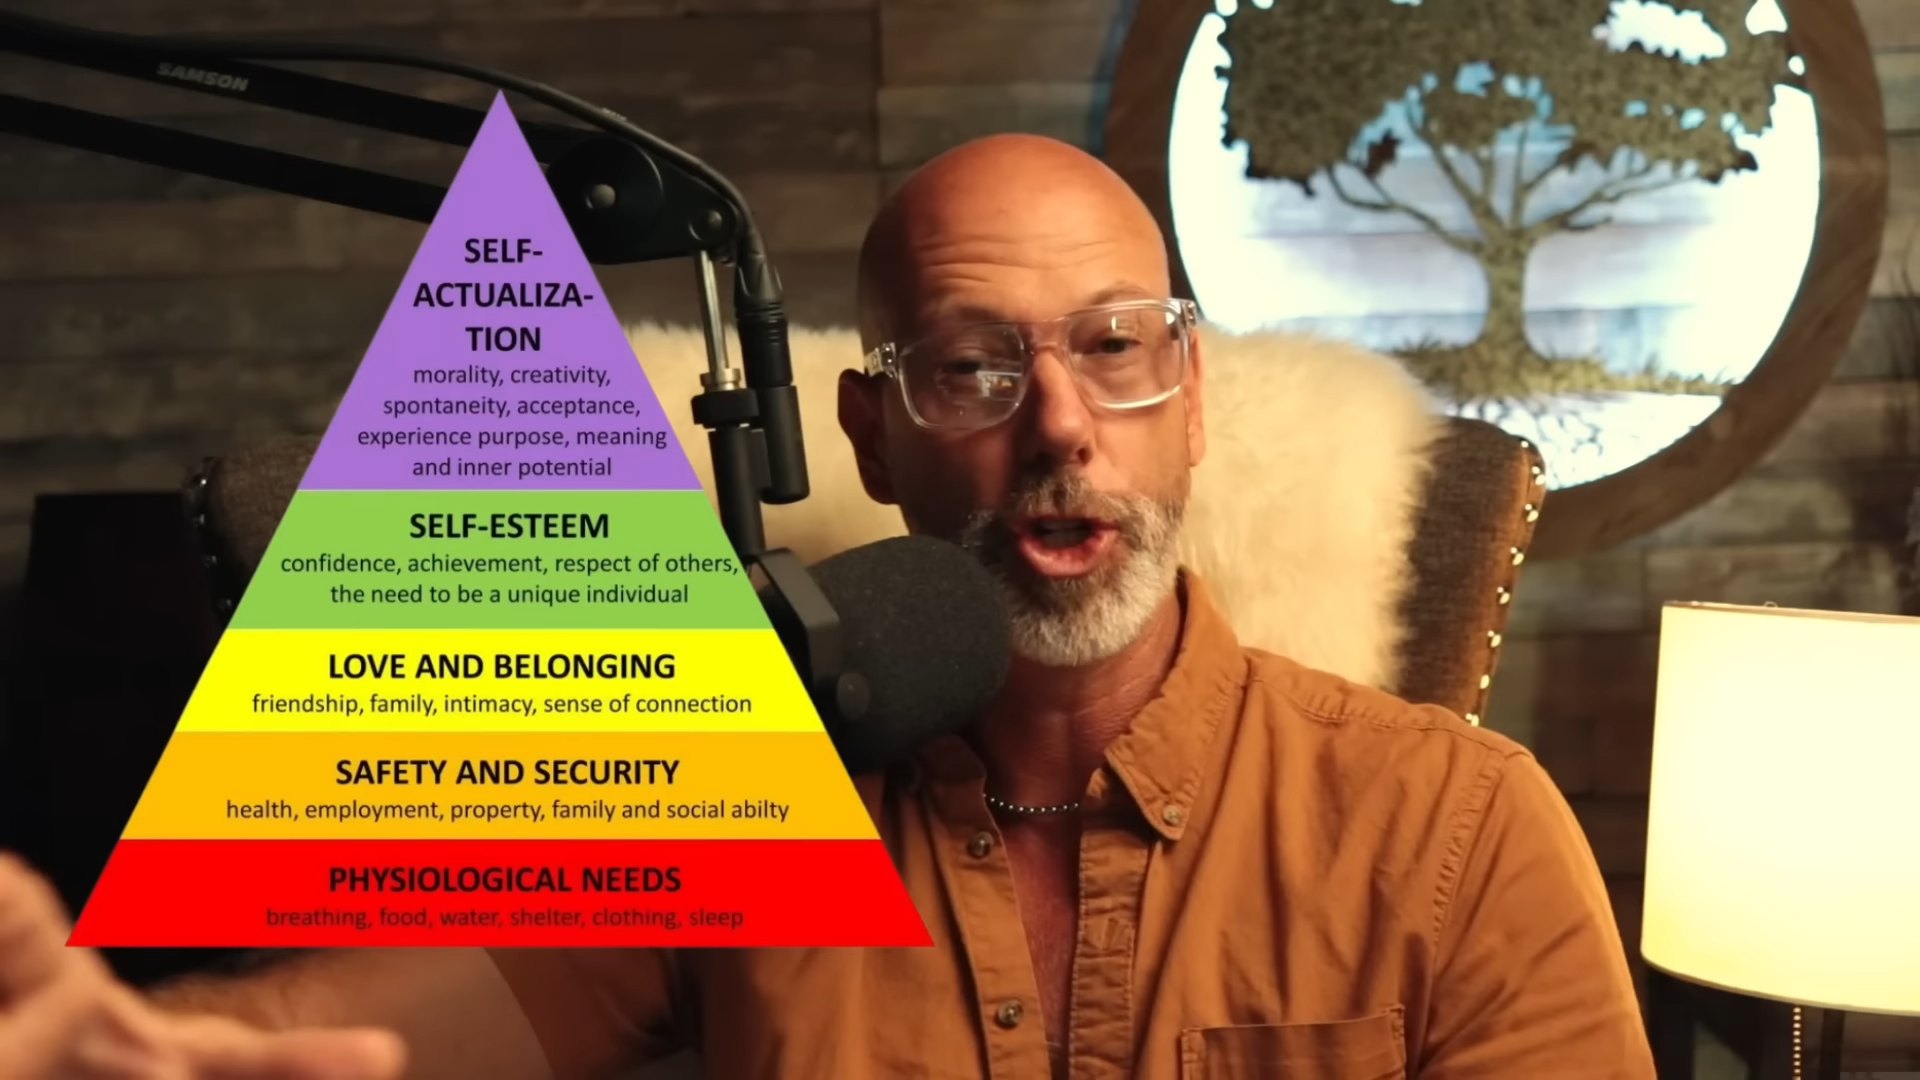 SAMSON
SELF-
ACTUALIZA-
TION
morality, creativity,
spontaneity, acceptance,
experience purpose, meaning
and inner potential
SELF-ESTEEM
confidence, achievement, respect of others,
the need to be a unique individual
LOVE AND BELONGING
friendship, family, intimacy, sense of connection
SAFETY AND SECURITY
health, employment, property, family and social abilty
PHYSIOLOGICAL NEEDS
breathing, food, water, shelter, clothing, sleep